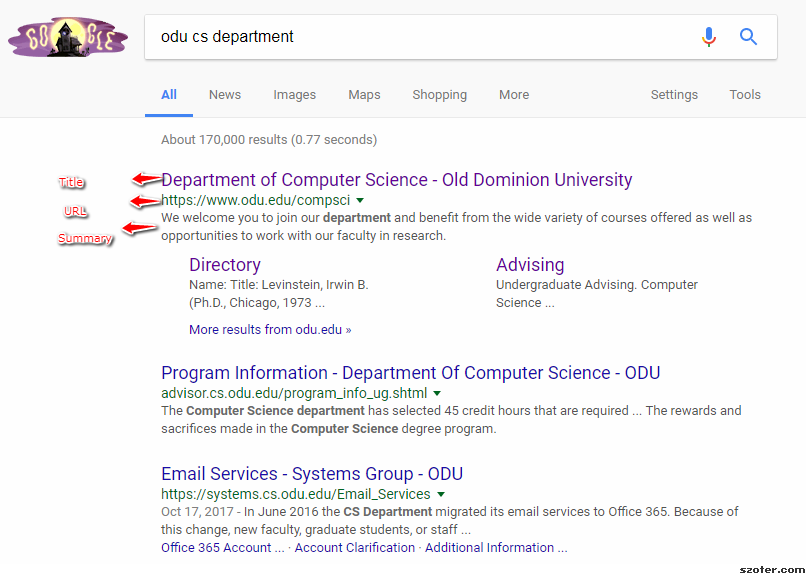 GOOGLE
odu cs department
All News Images Maps Shopping More Settings Tools
About 170,000 results (0.77 seconds)
Title
Department of Computer Science - Old Dominion University
URL
https://www.odu.edu/compsci
Summary
We welcome you to join our department and benefit from the wide variety of courses offered as well as
opportunities to work with our faculty in research.
Directory
Name: Title: Levinstein, Irwin B.
(Ph.D., Chicago, 1973 ...
Advising
Undergraduate Advising. Computer
Science ...
More results from odu.edu »
Program Information - Department Of Computer Science - ODU
advisor.cs.odu.edu/program_info_ug.shtml
The Computer Science department has selected 45 credit hours that are required ... The rewards and
sacrifices made in the Computer Science degree program.
Email Services - Systems Group - ODU
https://systems.cs.odu.edu/Email_Services
Oct 17, 2017 - In June 2016 the CS Department migrated its email services to Office 365. Because of
this change, new faculty, graduate students, or staff ...
Office 365 Account ... · Account Clarification · Additional Information ...
szoter.com